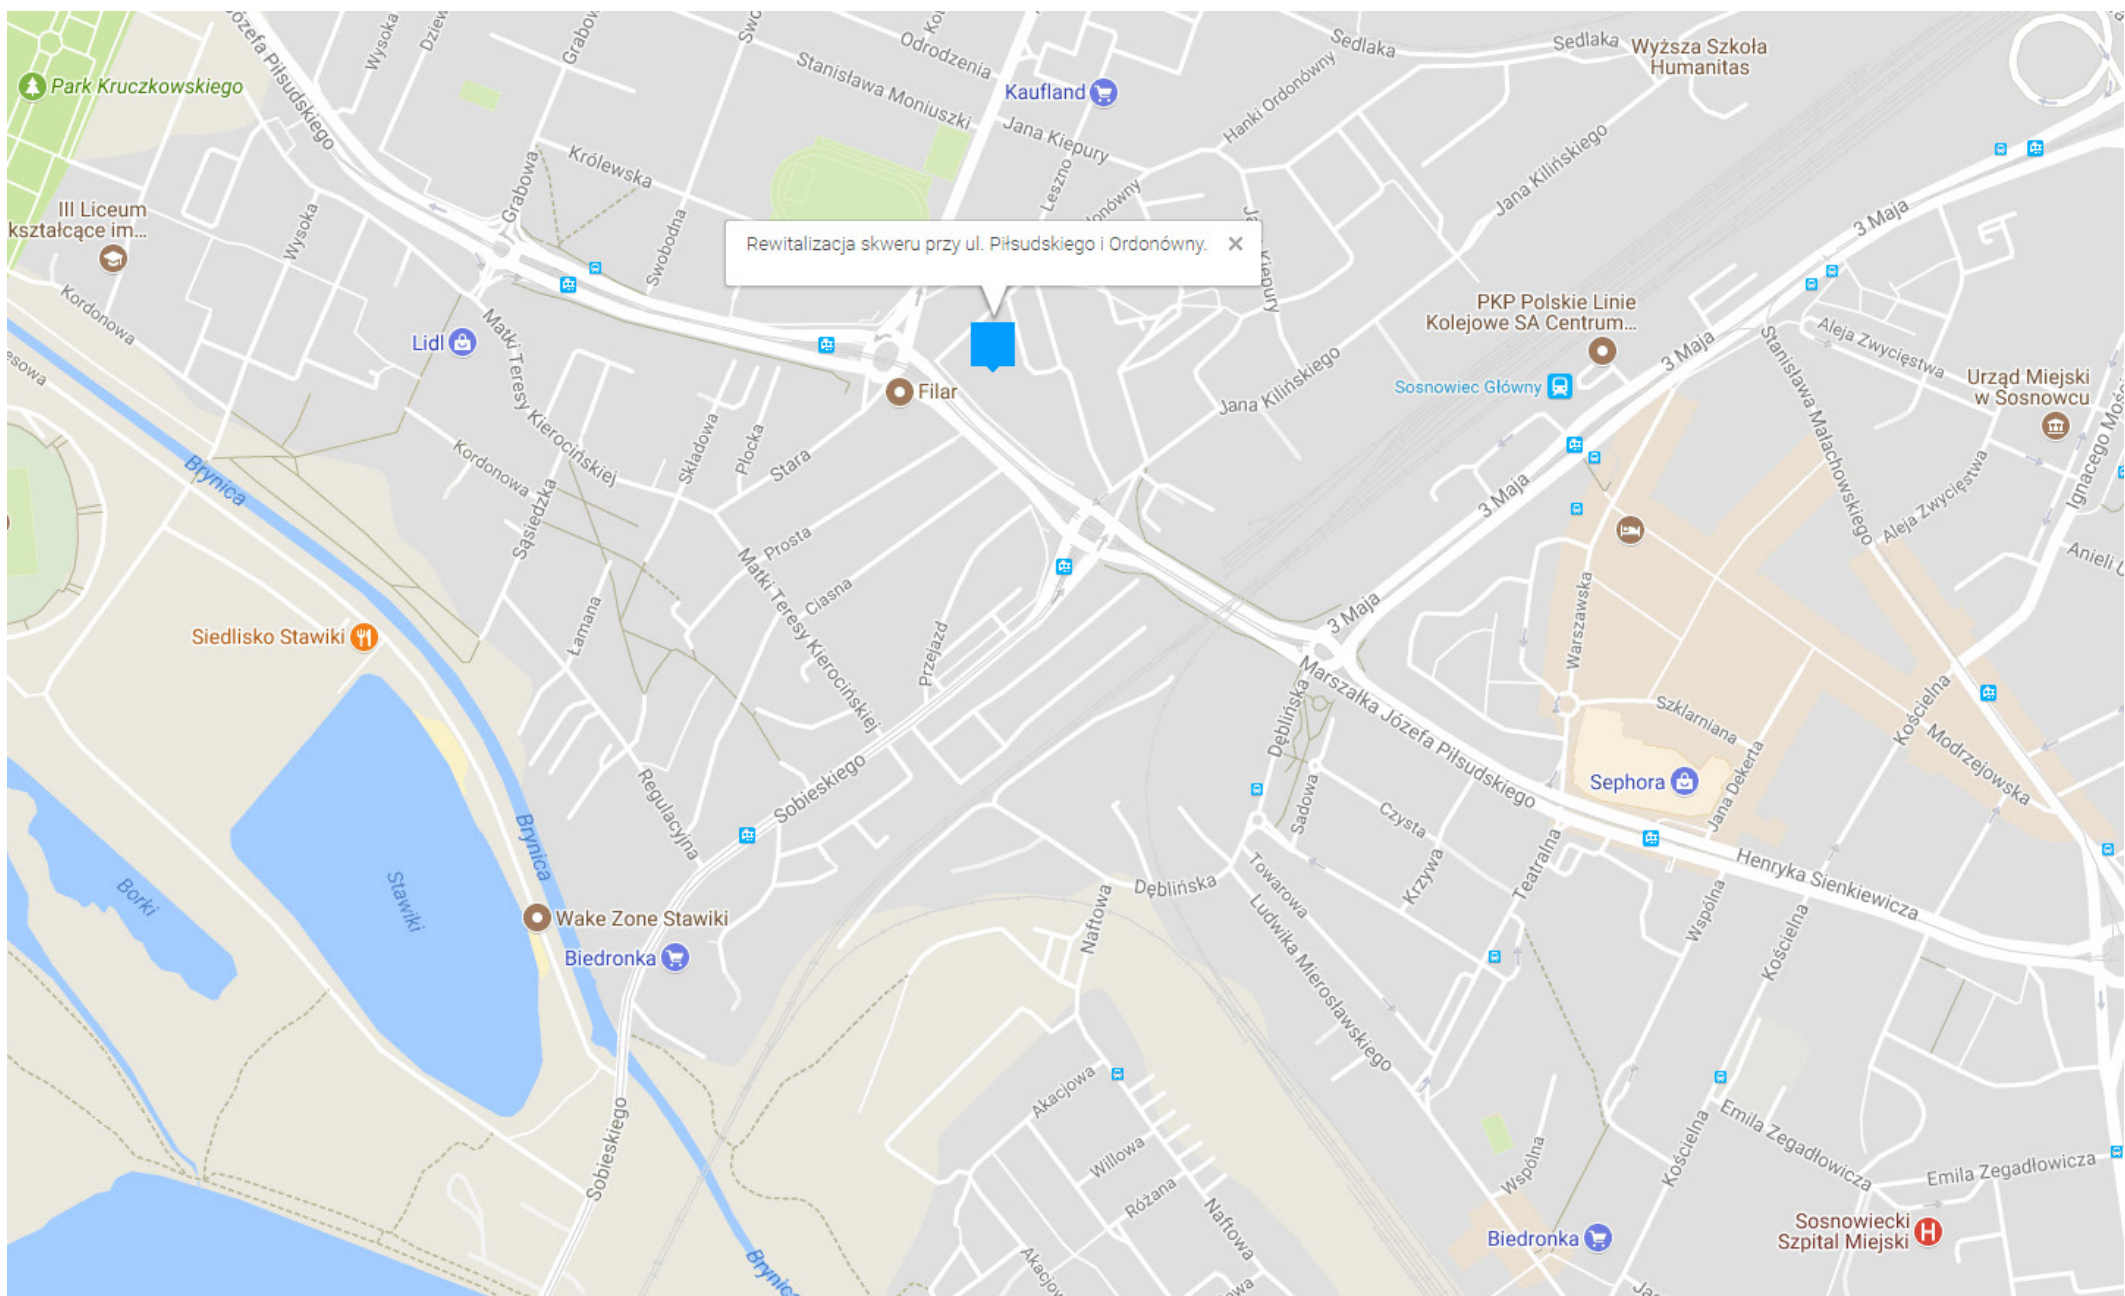 Józefa Piłsudskiego
Wysoka
Grabowa
Odrodzenia
Stanisława Moniuszki
Sedlaka
Sedlaka
Wyższa Szkoła
Humanitas
Park Kruczkowskiego
Kaufland
Hanki Ordonówny
Jana Kiepury
Królewska
Grabowa
Leszno
Jana Kilińskiego
III Liceum
kształcące im...
Wysoka
Swobodna
3 Maja
Rewitalizacja skweru przy ul. Piłsudskiego i Ordonówny.
Kordonowa
Lidl
Matki Teresy Kierocińskiej
PKP Polskie Linie
Kolejowe SA Centrum...
3 Maja
Stanisława Małachowskiego
Aleja Zwycięstwa
Urząd Miejski
w Sosnowcu
Sosnowiec Główny
Filar
Jana Kilińskiego
Składowa
Płocka
Stara
Kordonowa
Brynica
Sąsiedzka
Prosta
Ciasna
Matki Teresy Kierocińskiej
3 Maja
Aleja Zwycięstwa
Siedlisko Stawiki
Łamana
Przejazd
3 Maja
Warszawska
Marszałka Józefa Piłsudskiego
Dęblińska
Szklarniana
Kościelna
Modrzejowska
Sephora
Jana Dekerta
Regulacyjna
Sobieskiego
Sadowa
Czysta
Krzywa
Teatralna
Henryka Sienkiewicza
Brynica
Borki
Stawiki
Wake Zone Stawiki
Biedronka
Naftowa
Dęblińska
Towarowa
Ludwika Mierosławskiego
Wspólna
Kościelna
Sobieskiego
Akacjowa
Willowa
Różana
Naftowa
Wspólna
Kościelna
Emila Zegadłowicza
Emila Zegadłowicza
Biedronka
Sosnowiecki
Szpital Miejski